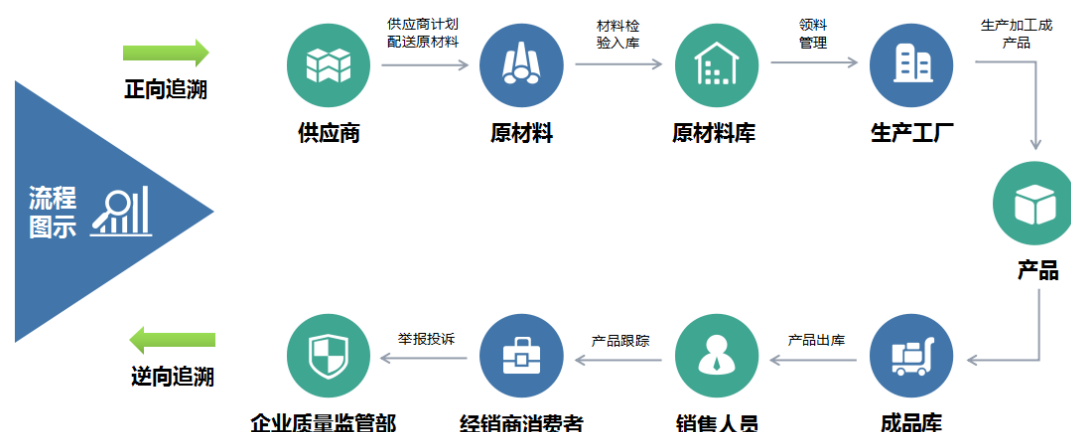 正向追溯
供应商计划
配送原材料
材料检
验入库
领料
管理
生产加工成
产品
供应商
原材料
原材料库
生产工厂
流程
图示
产品
逆向追溯
举报投诉
产品跟踪
产品出库
企业质量监管部
经销商消费者
销售人员
成品库